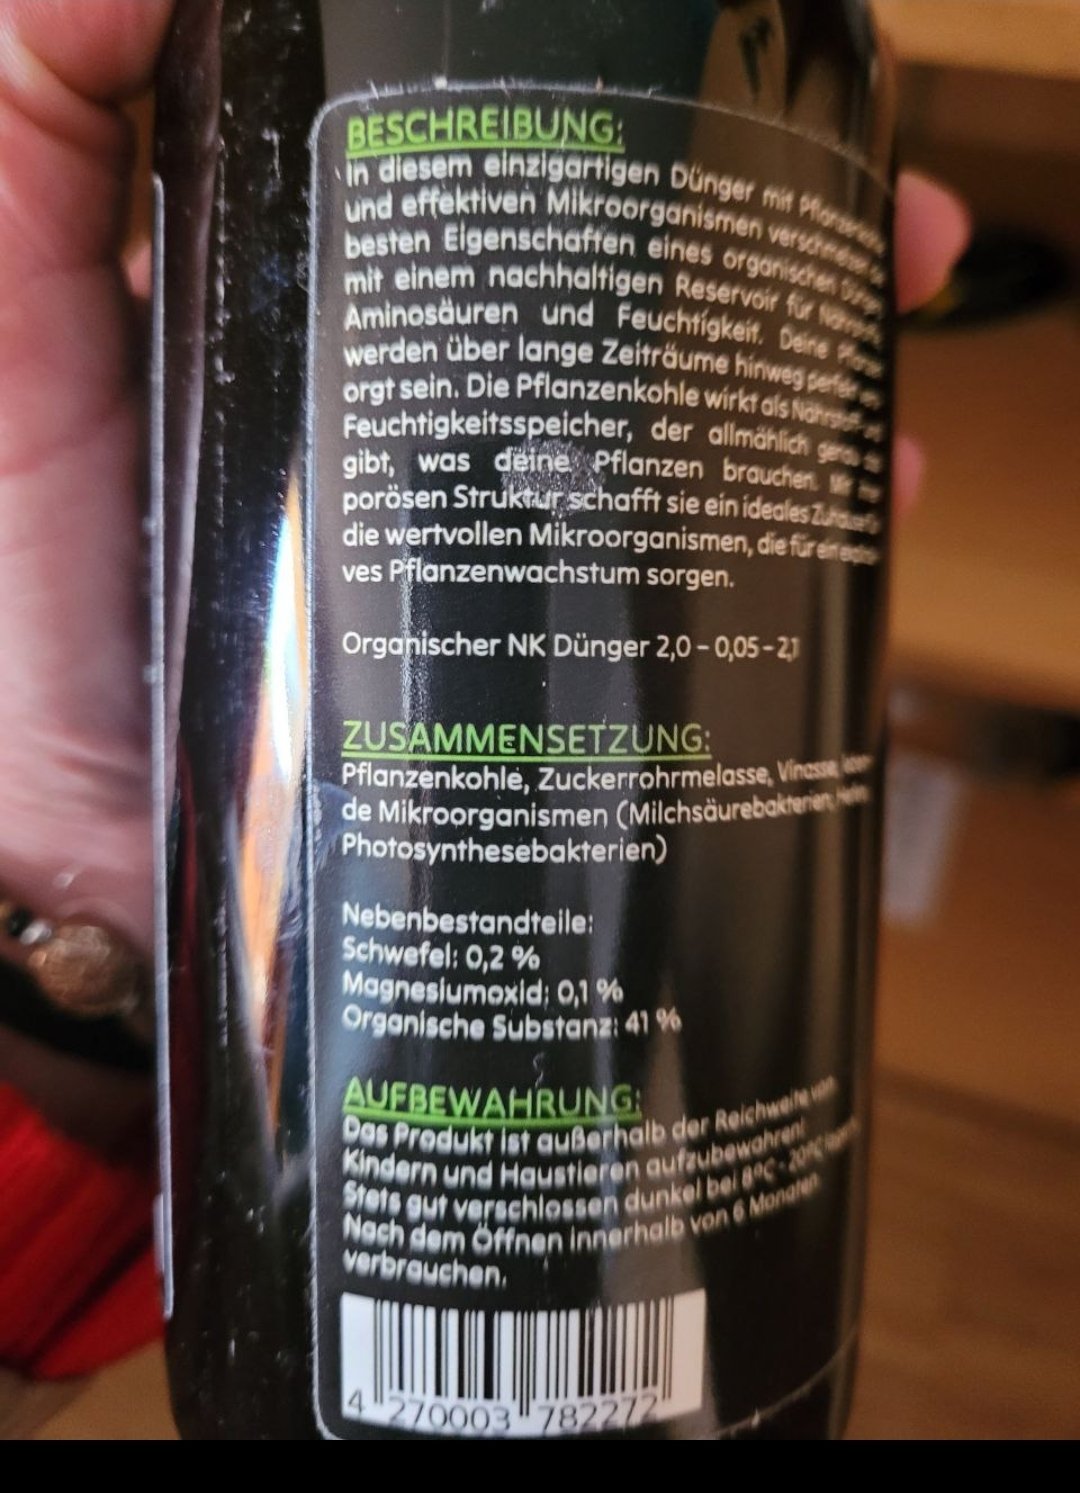 BESCHREIBUNG:
In diesem einzigartigen Dünger mit
und effektiven Mikroorganismen
besten Eigenschaften eines organischen
mit einem nachhaltigen Reservoir für
Aminosäuren und Feuchtigkeit. Deine
werden über lange Zeiträume hinweg
orgt sein. Die Pflanzenkohle wirkt als
Feuchtigkeitsspeicher, der allmählich
gibt, was deine Pflanzen brauchen. Mit
porösen Struktur schafft sie ein ideales
die wertvollen Mikroorganismen, die für ein
ves Pflanzenwachstum sorgen.
Organischer NK Dünger 2,0 - 0,05 - 2,1
ZUSAMMENSETZUNG:
Pflanzenkohle, Zuckerrohrmelasse, Vinasse,
de Mikroorganismen (Milchsäurebakterien,
Photosynthesebakterien)
Nebenbestandteile:
Schwefel: 0,2 %
Magnesiumoxid: 0,1 %
Organische Substanz: 41 %
AUFBEWAHRUNG:
Das Produkt ist außerhalb der Reichweite von
Kindern und Haustieren aufzubewahren!
Stets gut verschlossen dunkel bei 8°C - 20°C
Nach dem Öffnen innerhalb von 6 Monaten
verbrauchen.
4 270003 782272